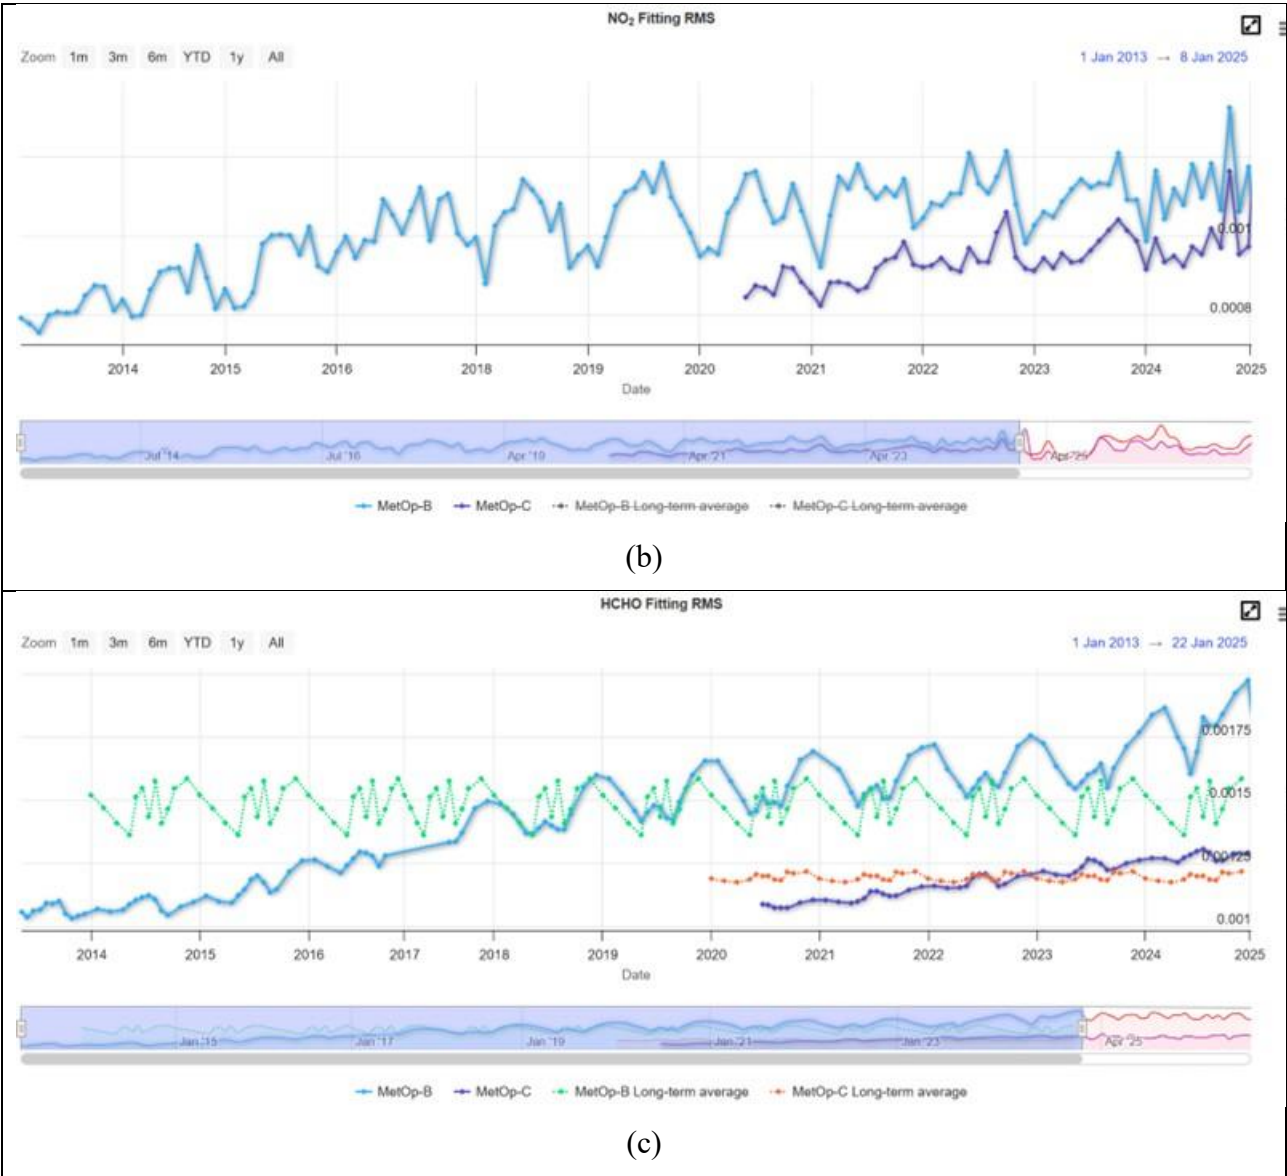 NO₂ Fitting RMS
Zoom 1m 3m 6m YTD 1y All
1 Jan 2013 → 8 Jan 2025
0.001
0.0008
2014 2015 2016 2018 2019 2020 2021 2022 2023 2024 2025
Date
Jul '14 Jul '16 Apr '19 Apr '21 Apr '23 Apr '25
MetOp-B MetOp-C MetOp-B Long-term average MetOp-C Long-term average
(b)
HCHO Fitting RMS
Zoom 1m 3m 6m YTD 1y All
1 Jan 2013 → 22 Jan 2025
0.00175
0.0015
0.00125
0.001
2014 2015 2016 2017 2018 2019 2020 2021 2022 2023 2024 2025
Date
Jan '15 Jan '17 Jan '19 Jan '21 Jan '23 Apr '25
MetOp-B MetOp-C MetOp-B Long-term average MetOp-C Long-term average
(c)